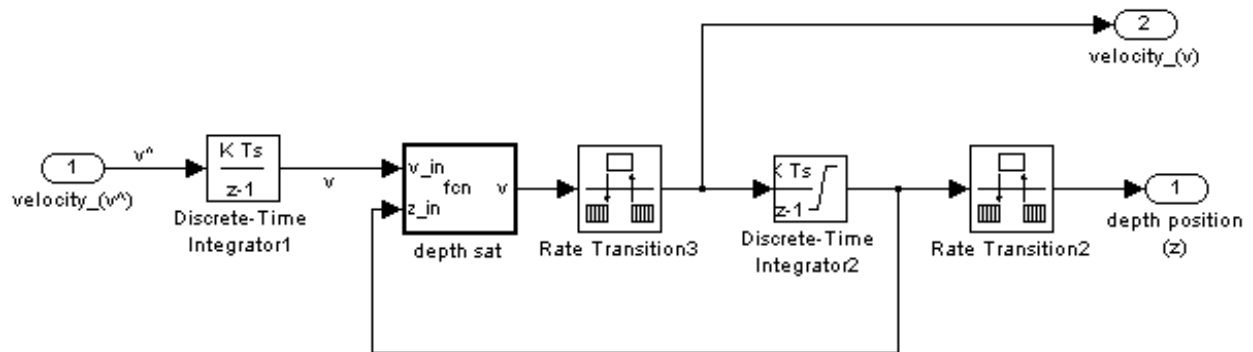 2
velocity_(v)
1
velocity_(v^)
v^
K Ts
z-1
Discrete-Time
Integrator1
v
v_in
z_in
fcn
v
depth sat
Rate Transition3
K Ts
z-1
Discrete-Time
Integrator2
Rate Transition2
1
depth position
(z)